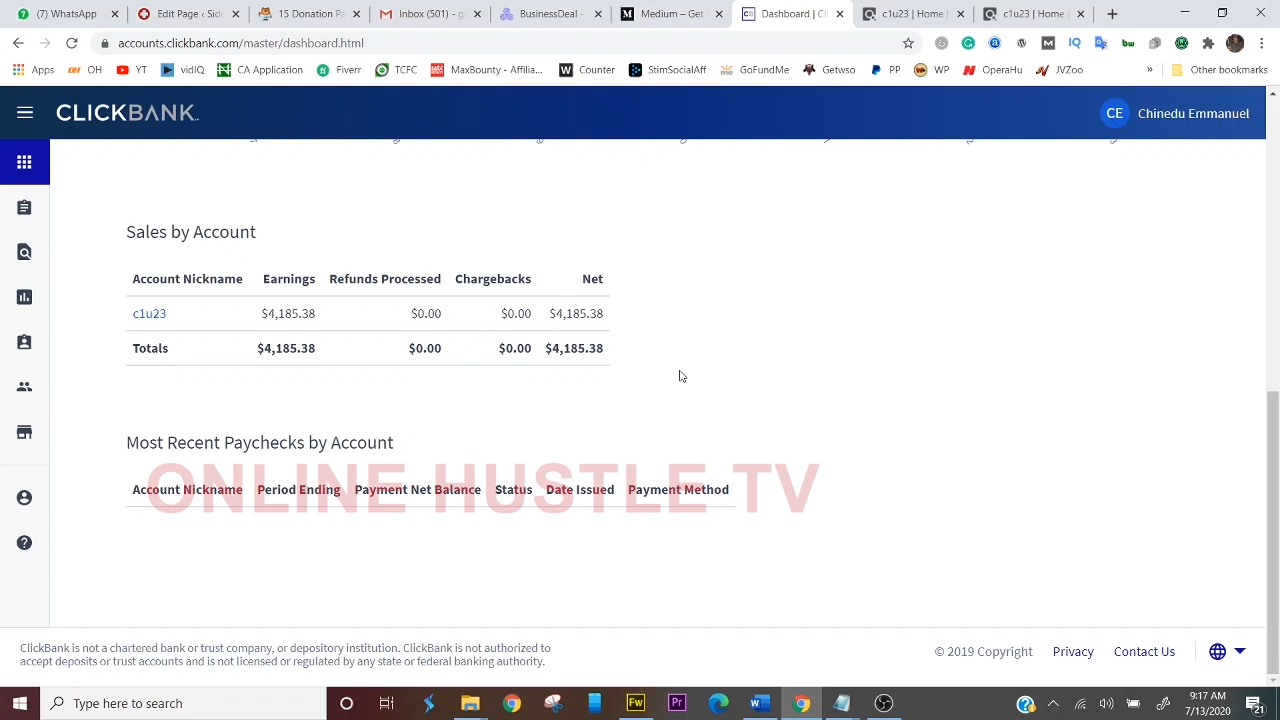 WhatsApp
Edit Page ‹ Sid
15 Donation P
Inbox (501) - g
BusinessDeal -
Medium – Get
Dashboard | Cl
c1u23 | Home
c1u23 | Home
accounts.clickbank.com/master/dashboard.html
Apps
OH
YT
vidIQ
CA Application
Fiverr
TCFC
MaxBounty - Affilia
Counter
StimSocialAff
GoFundMe
Getwso
PP
WP
OperaHu
JVZoo
»
Other bookmarks
CLICKBANK
CE
Chinedu Emmanuel
Sales by Account
Account Nickname Earnings Refunds Processed Chargebacks Net
c1u23 $4,185.38 $0.00 $0.00 $4,185.38
Totals $4,185.38 $0.00 $0.00 $4,185.38
Most Recent Paychecks by Account
Account Nickname Period Ending Payment Net Balance Status Date Issued Payment Method
ONLINE HUSTLE TV
ClickBank is not a chartered bank or trust company, or depository institution. ClickBank is not authorized to
accept deposits or trust accounts and is not licensed or regulated by any state or federal banking authority.
© 2019 Copyright Privacy Contact Us
Type here to search
9:17 AM
7/13/2020
21